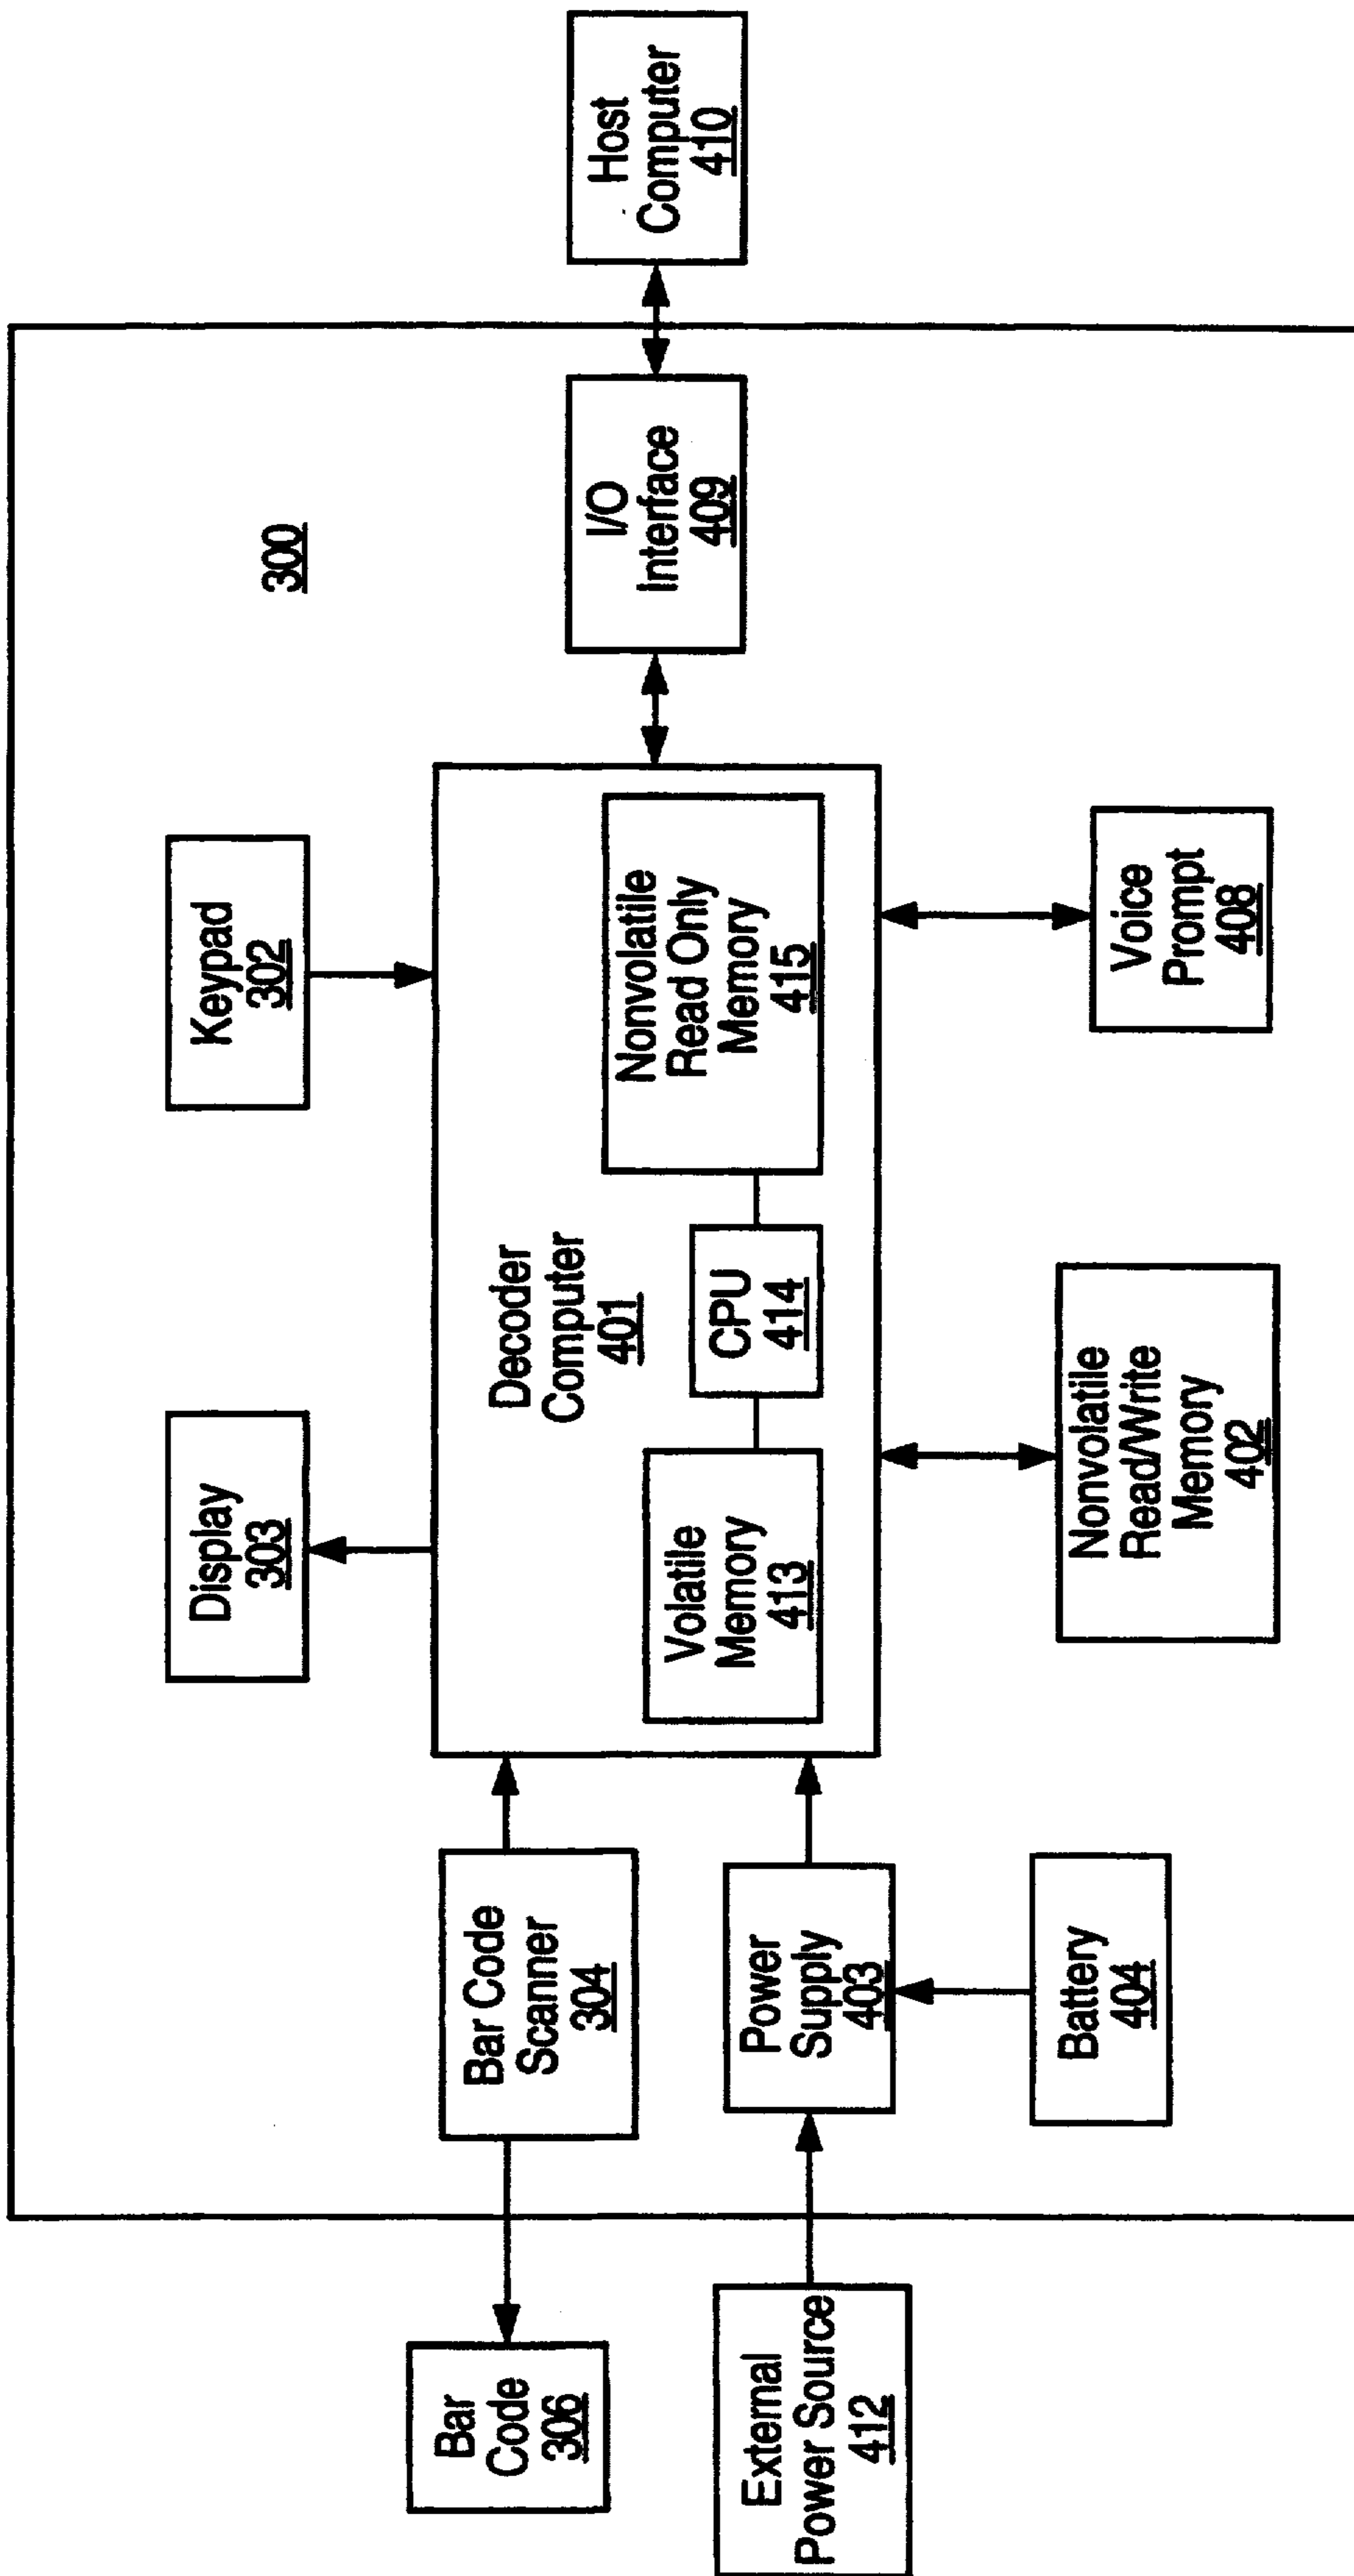 300
Keypad
302
Display
303
Bar Code
Scanner
304
Bar
Code
306
Decoder
Computer
401
Volatile
Memory
413
CPU
414
Nonvolatile
Read Only
Memory
415
I/O
Interface
409
Host
Computer
410
External
Power Source
412
Power
Supply
403
Battery
404
Nonvolatile
Read/Write
Memory
402
Voice
Prompt
408